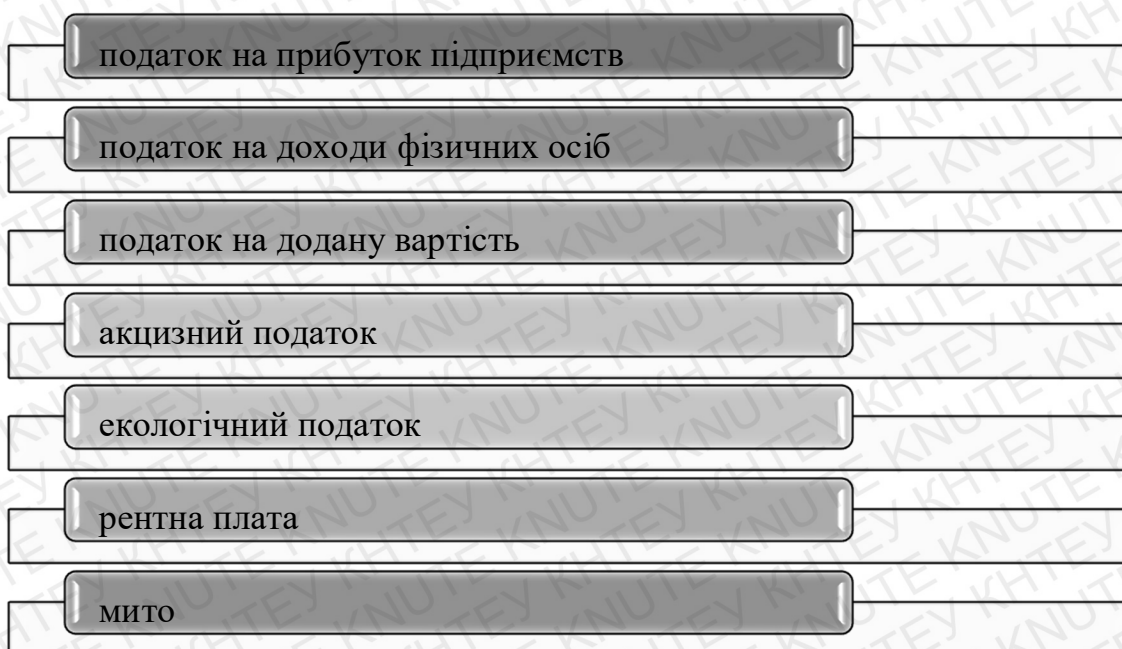 податок на прибуток підприємств
податок на доходи фізичних осіб
податок на додану вартість
акцизний податок
екологічний податок
рентна плата
мито